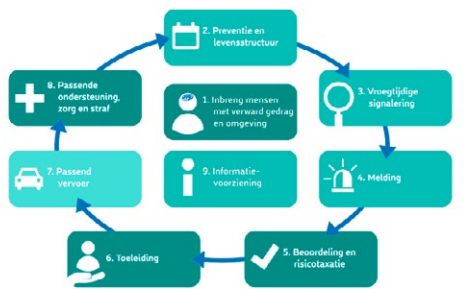 2. Preventie en
levensstructuur
8. Passende
ondersteuning,
zorg en straf
1. Inbreng mensen
met verward gedrag
en omgeving
3. Vroegtijdige
signalering
7. Passend
vervoer
9. Informatie-
voorziening
4. Melding
6. Toeleiding
5. Beoordeling en
risicotaxatie